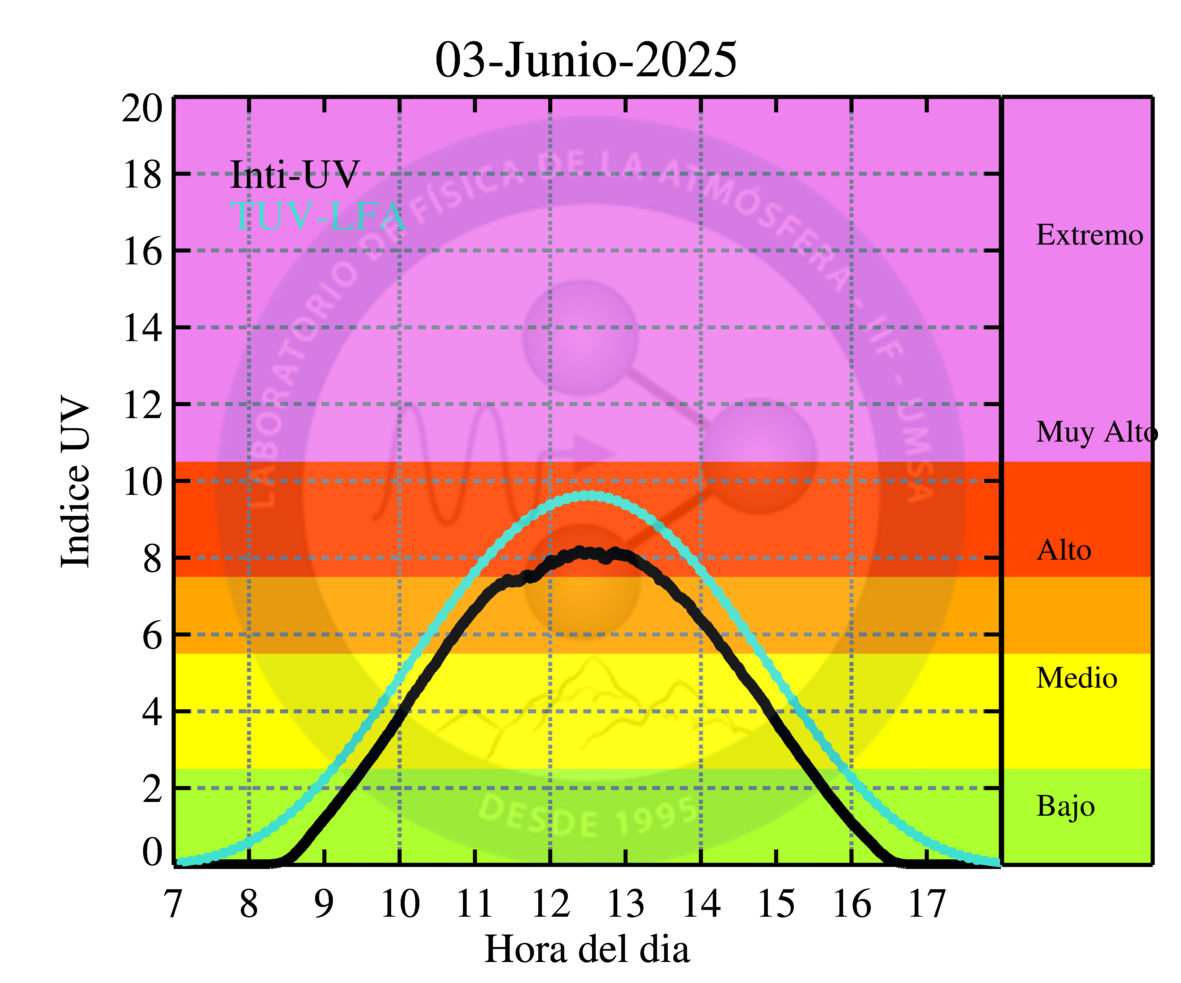 03-Junio-2025
20
18
16
14
12
10
8
6
4
2
0
Indice UV
Inti-UV
TUV-LFA
LABORATORIO DE FÍSICA DE LA ATMÓSFERA - IIF - UMSA
DESDE 1995
Extremo
Muy Alto
Alto
Medio
Bajo
7 8 9 10 11 12 13 14 15 16 17
Hora del dia